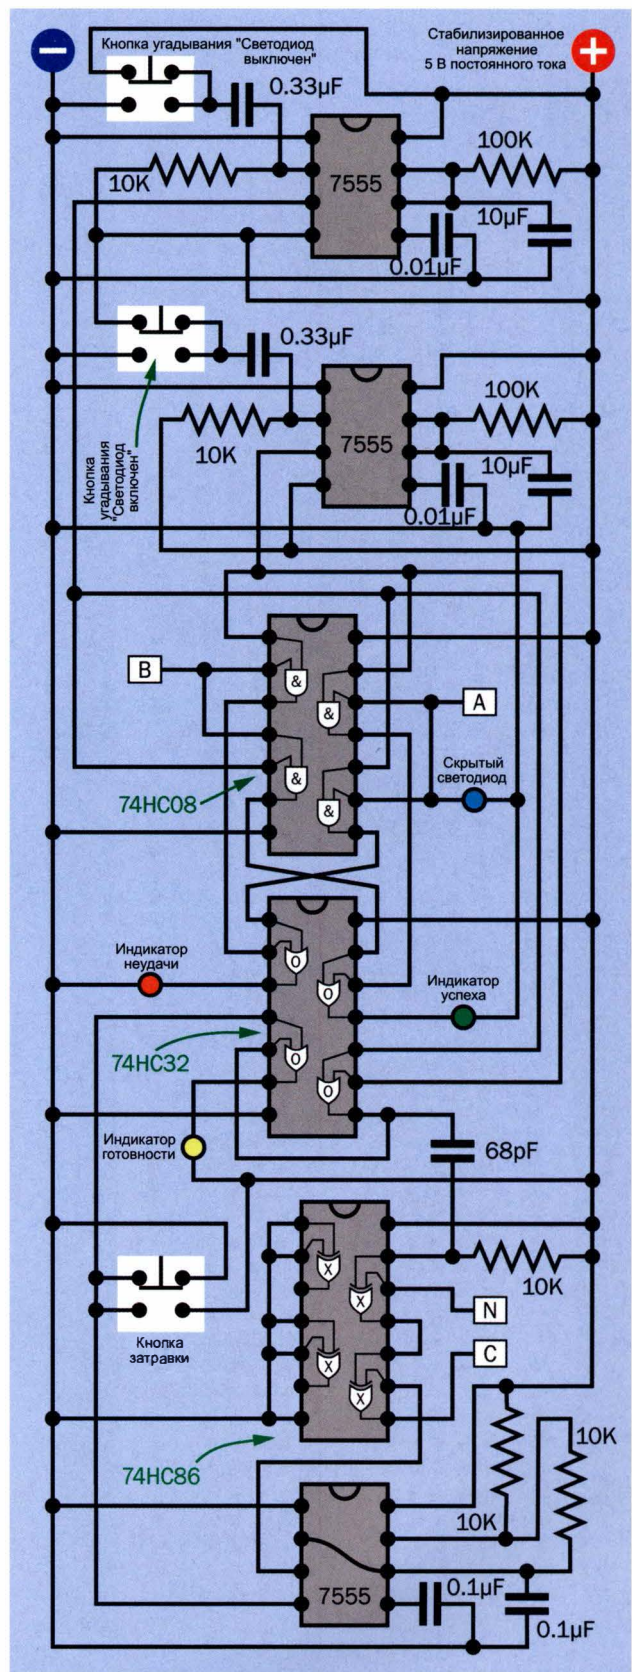 Кнопка угадывания "Светодиод
выключен"
Стабилизированное
напряжение
5 В постоянного тока
0.33µF
100K
10K
7555
10µF
0.01µF
0.33µF
100K
10K
7555
10µF
0.01µF
Кнопка
угадывания
"Светодиод
включен"
B
&
&
A
Скрытый
светодиод
&
74HC08
&
Индикатор
неудачи
O
O
Индикатор
успеха
74HC32
O
O
Индикатор
готовности
68pF
X
10K
X
N
Кнопка
затравки
X
C
X
74HC86
10K
10K
7555
0.1µF
0.1µF